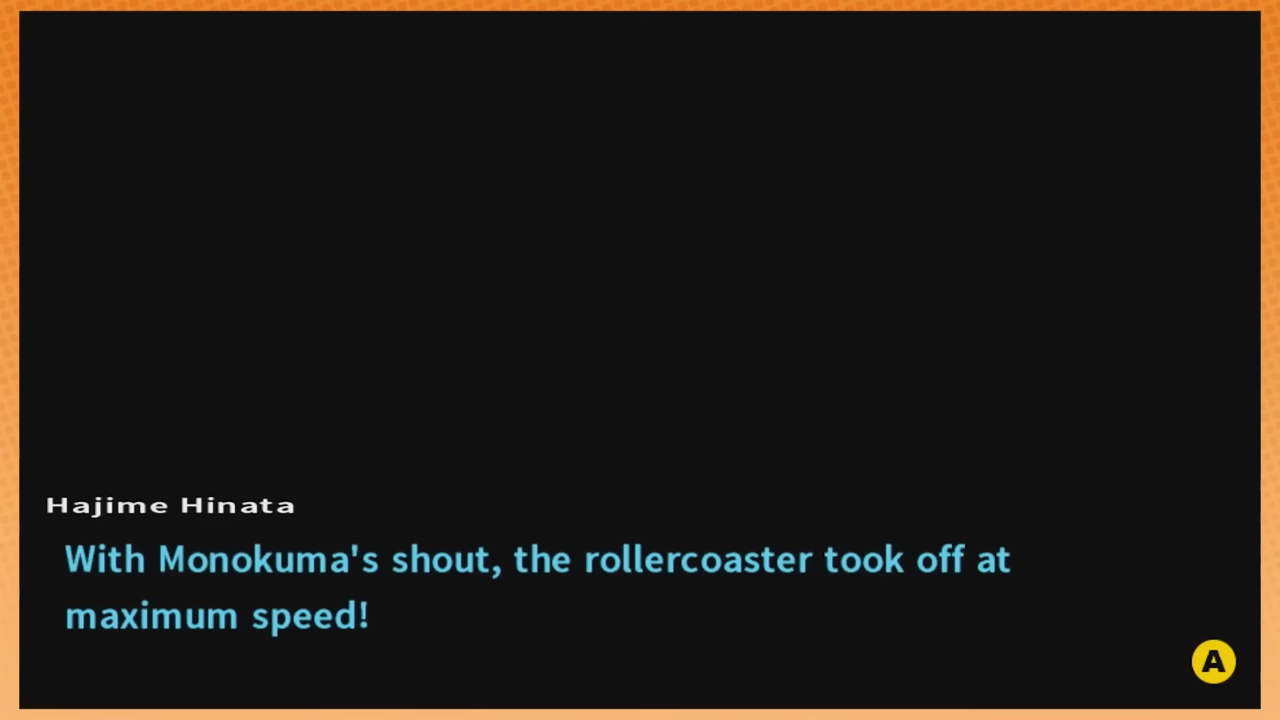 Hajime Hinata
With Monokuma's shout, the rollercoaster took off at
maximum speed!
A